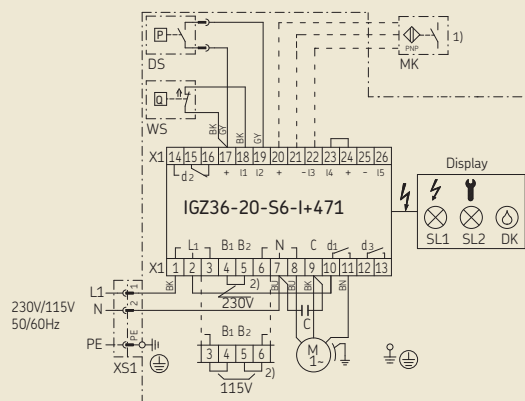 P
DS
PNP
1)
MK
Q
WS
BK
GY
BK
GY
X1 14 15 16 17 18 19 20 21 22 23 24 25 26
d2 + I1 I2 + - I3 I4 + - I5
IGZ36-20-S6-I+471
Display
SL1 SL2 DK
L1 B1 B2 N C d1 d3
X1 1 2 3 4 5 6 7 8 9 10 11 12 13
BK 2) BU BU BK BN
230V
L1 1
N 2
PE PE
230V/115V
50/60Hz
XS1
C
B1 B2
3 4 5 6
2)
115V
M
1~